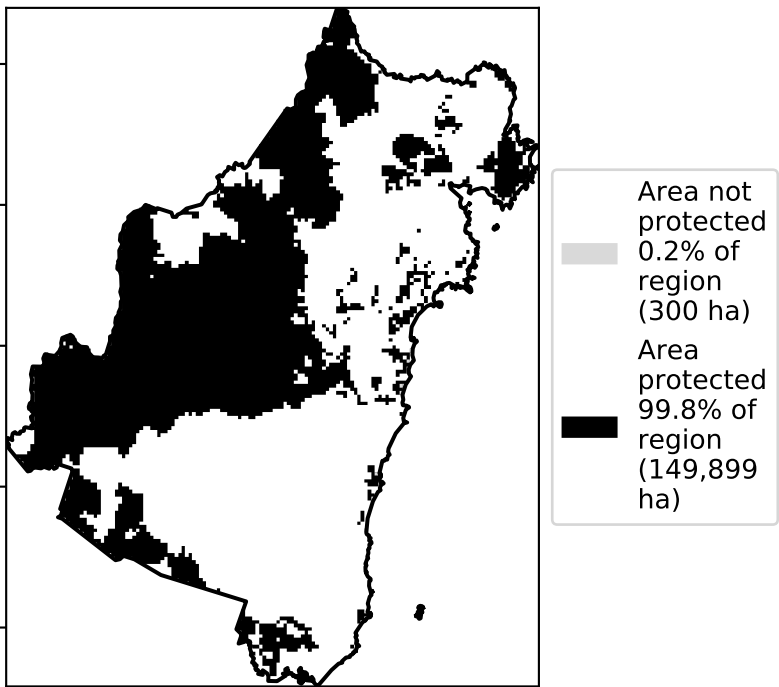 Area not
protected
0.2% of
region
(300 ha)
Area
protected
99.8% of
region
(149,899
ha)